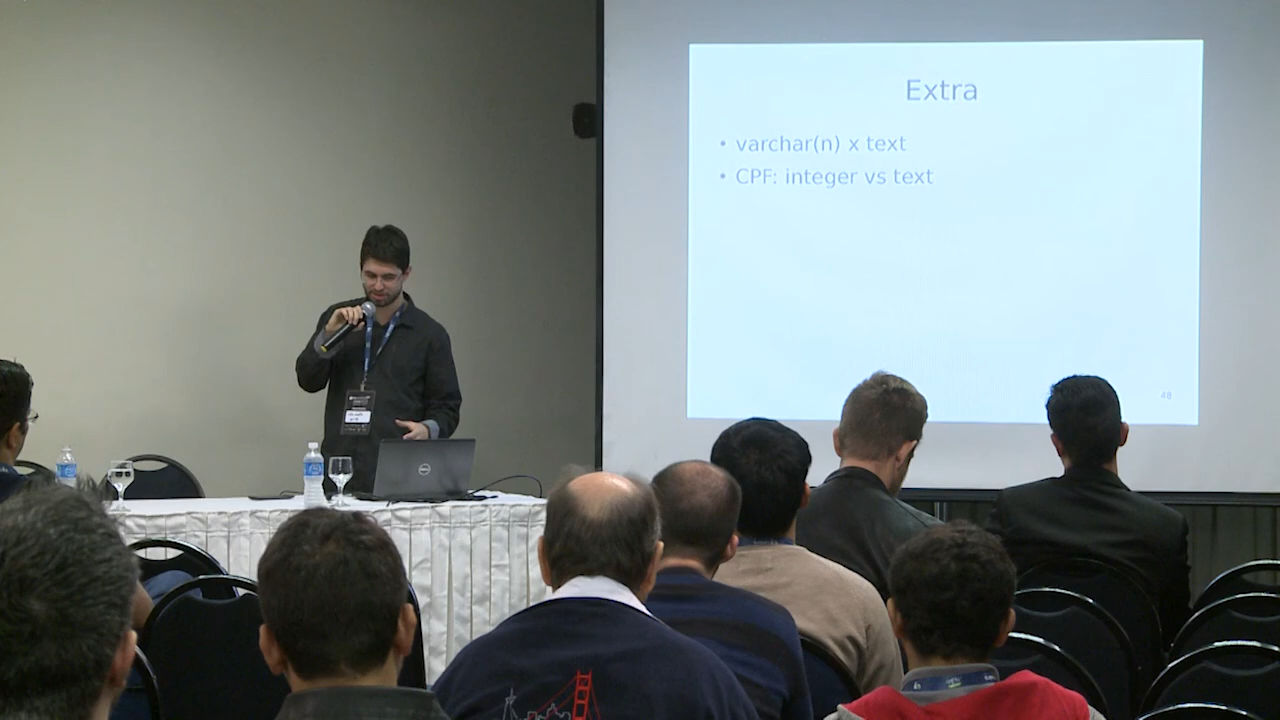 Extra
• varchar(n) x text
• CPF: integer vs text
48